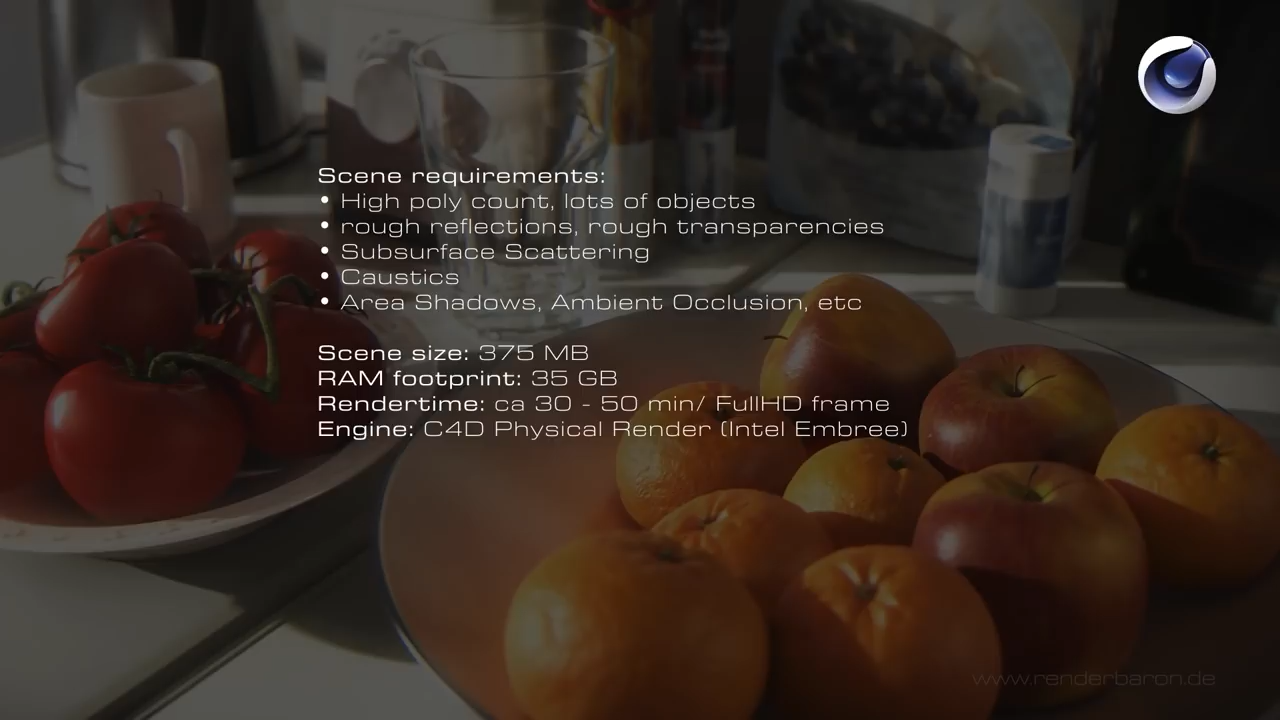 Scene requirements:
• High poly count, lots of objects
• rough reflections, rough transparencies
• Subsurface Scattering
• Caustics
• Area Shadows, Ambient Occlusion, etc
Scene size: 375 MB
RAM footprint: 35 GB
Rendertime: ca 30 - 50 min/ FullHD frame
Engine: C4D Physical Render (Intel Embree)
www.renderbaron.de